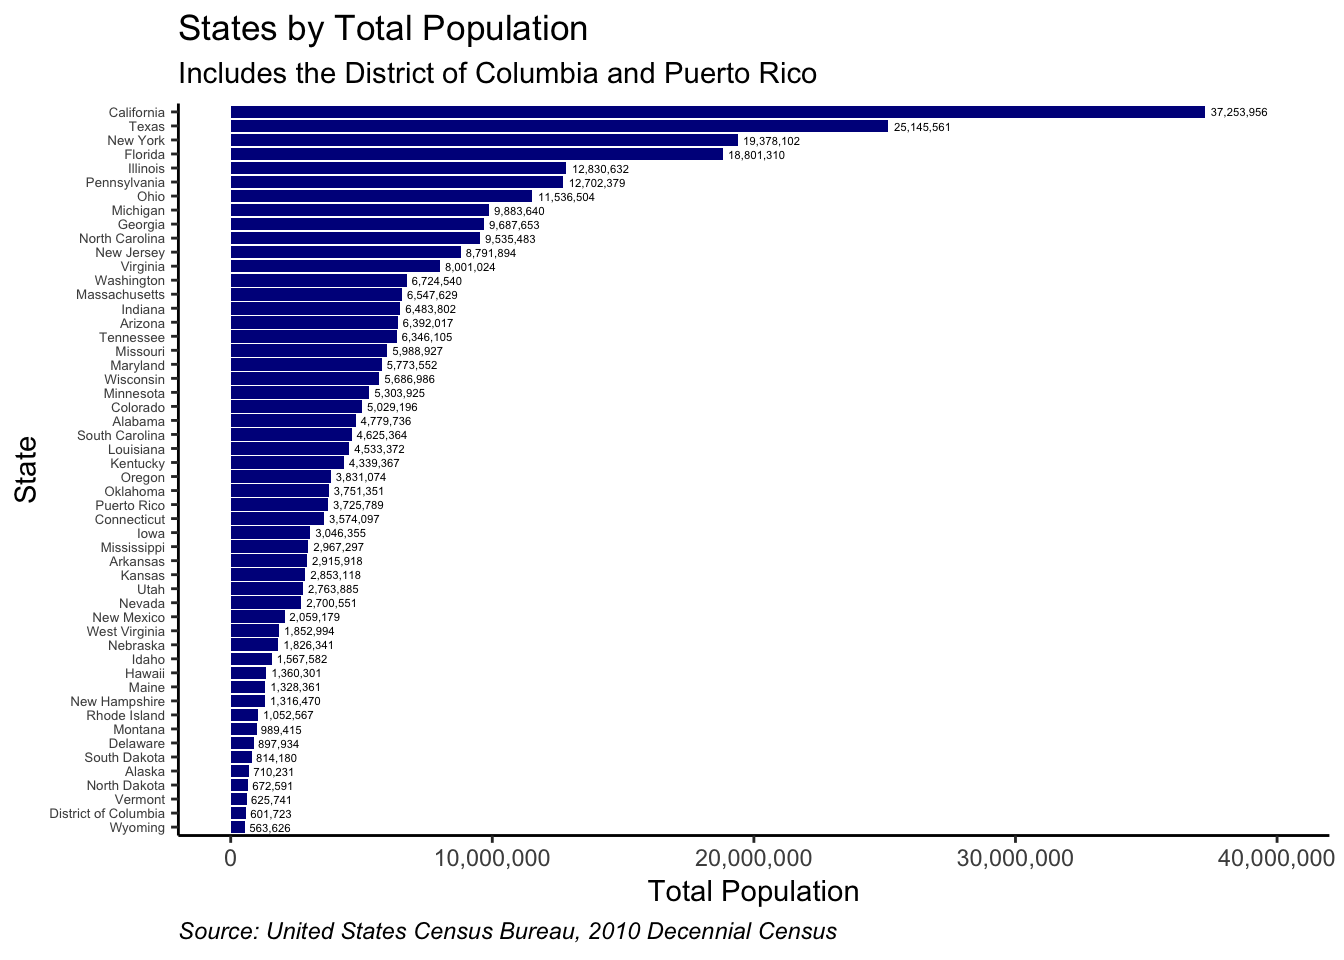 States by Total Population
Includes the District of Columbia and Puerto Rico
State
California 37,253,956
Texas 25,145,561
New York 19,378,102
Florida 18,801,310
Illinois 12,830,632
Pennsylvania 12,702,379
Ohio 11,536,504
Michigan 9,883,640
Georgia 9,687,653
North Carolina 9,535,483
New Jersey 8,791,894
Virginia 8,001,024
Washington 6,724,540
Massachusetts 6,547,629
Indiana 6,483,802
Arizona 6,392,017
Tennessee 6,346,105
Missouri 5,988,927
Maryland 5,773,552
Wisconsin 5,686,986
Minnesota 5,303,925
Colorado 5,029,196
Alabama 4,779,736
South Carolina 4,625,364
Louisiana 4,533,372
Kentucky 4,339,367
Oregon 3,831,074
Oklahoma 3,751,351
Puerto Rico 3,725,789
Connecticut 3,574,097
Iowa 3,046,355
Mississippi 2,967,297
Arkansas 2,915,918
Kansas 2,853,118
Utah 2,763,885
Nevada 2,700,551
New Mexico 2,059,179
West Virginia 1,852,994
Nebraska 1,826,341
Idaho 1,567,582
Hawaii 1,360,301
Maine 1,328,361
New Hampshire 1,316,470
Rhode Island 1,052,567
Montana 989,415
Delaware 897,934
South Dakota 814,180
Alaska 710,231
North Dakota 672,591
Vermont 625,741
District of Columbia 601,723
Wyoming 563,626
0 10,000,000 20,000,000 30,000,000 40,000,000
Total Population
Source: United States Census Bureau, 2010 Decennial Census